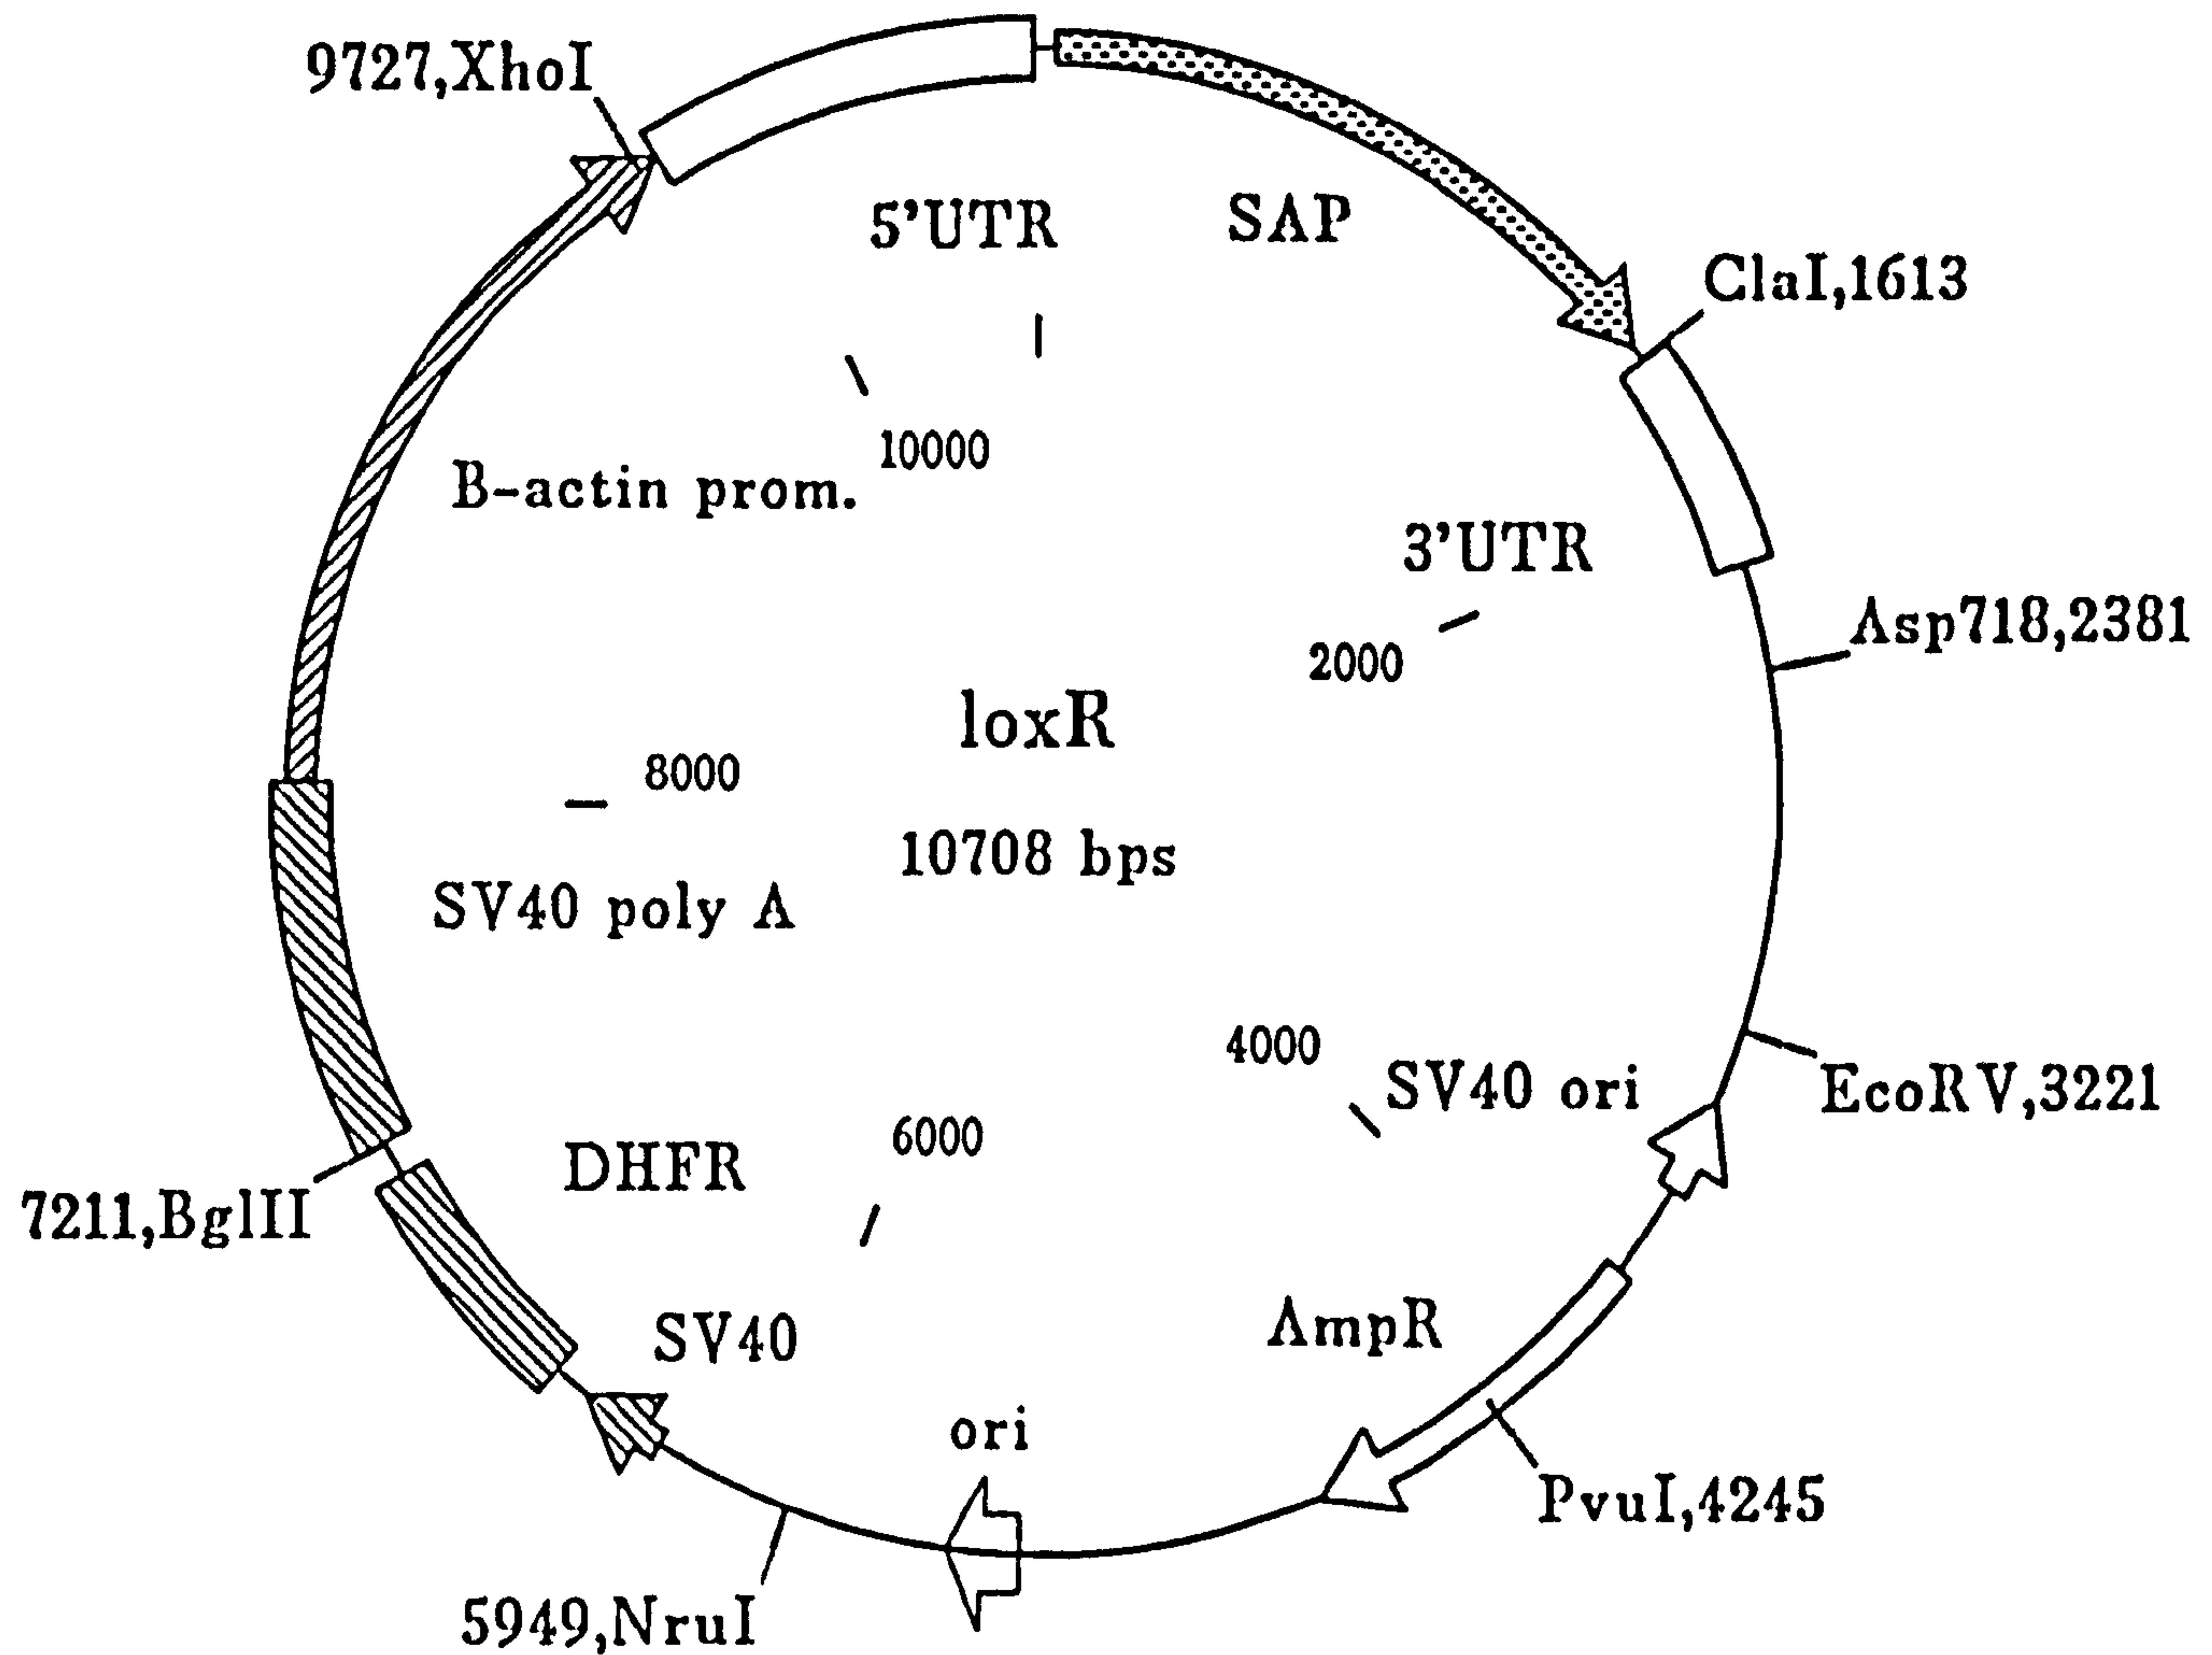 9727,XhoI
5'UTR
SAP
ClaI,1613
10000
B-actin prom.
3'UTR
Asp718,2381
2000
loxR
8000
10708 bps
SV40 poly A
4000
SV40 ori
EcoRV,3221
6000
DHFR
7211,BglII
AmpR
SV40
ori
PvuI,4245
5949,NruI